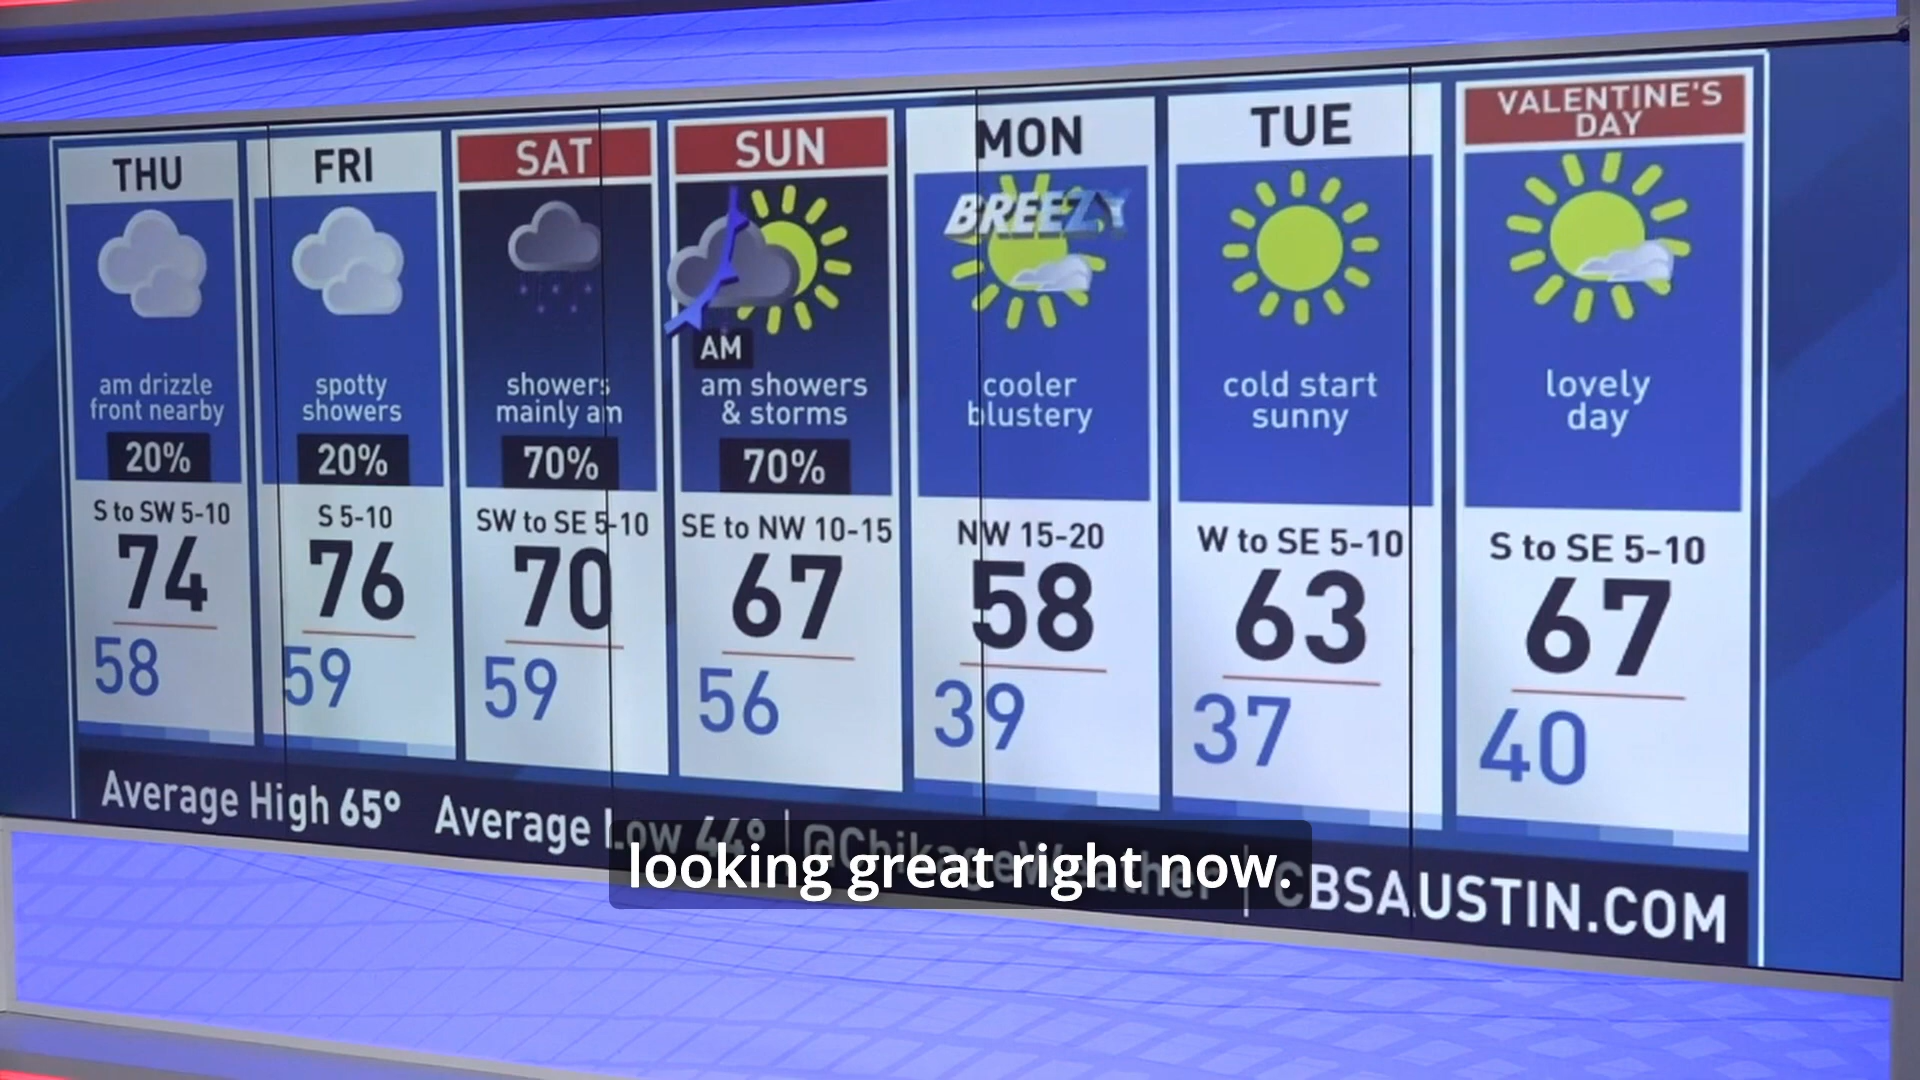 THU
am drizzle
front nearby
20%
S to SW 5-10
74
58
FRI
spotty
showers
20%
S 5-10
76
59
SAT
showers
mainly am
70%
SW to SE 5-10
70
59
SUN
AM
am showers
& storms
70%
SE to NW 10-15
67
56
MON
BREEZY
cooler
blustery
NW 15-20
58
39
TUE
cold start
sunny
W to SE 5-10
63
37
VALENTINE'S
DAY
lovely
day
S to SE 5-10
67
40
Average High 65° Average Low 44° | @ChikageWeather | CBSAUSTIN.COM
looking great right now.